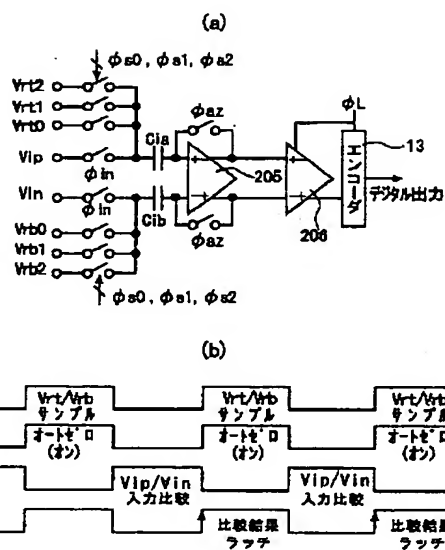 (a)
φs0, φs1, φs2
Vrt2
Vrt1
Vrt0
Vip
φin
Cia
φaz
205
φL
13
エンコーダ
デジタル出力
Vin
φin
Cib
φaz
206
Vrb0
Vrb1
Vrb2
φs0, φs1, φs2
(b)
Vrt/Vrb
サンプル
Vrt/Vrb
サンプル
Vrt/Vrb
サンプル
オートゼロ
(オン)
オートゼロ
(オン)
オートゼロ
(オン)
Vip/Vin
入力比較
Vip/Vin
入力比較
比較結果
ラッチ
比較結果
ラッチ